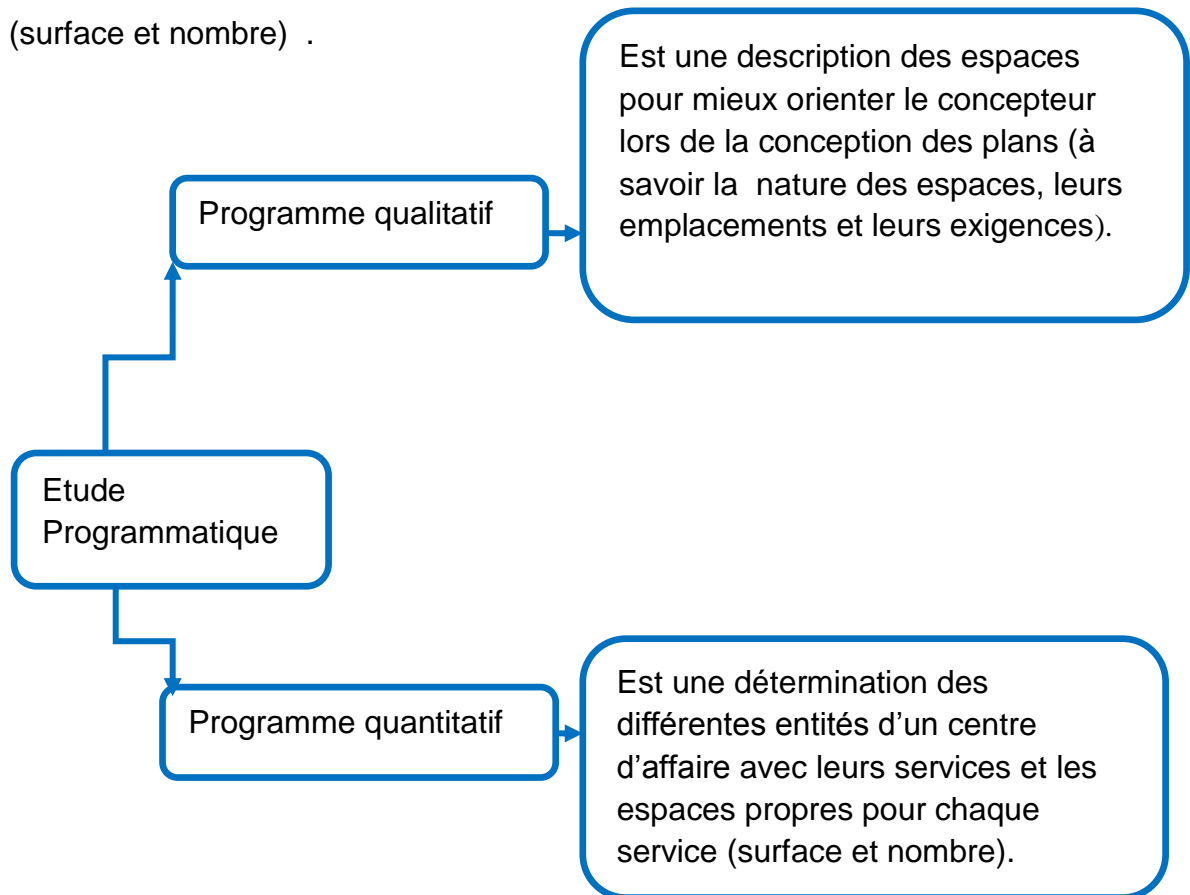 (surface et nombre) .
Est une description des espaces
pour mieux orienter le concepteur
lors de la conception des plans (à
savoir la nature des espaces, leurs
emplacements et leurs exigences).
Programme qualitatif
Etude
Programmatique
Programme quantitatif
Est une détermination des
différentes entités d’un centre
d’affaire avec leurs services et les
espaces propres pour chaque
service (surface et nombre).